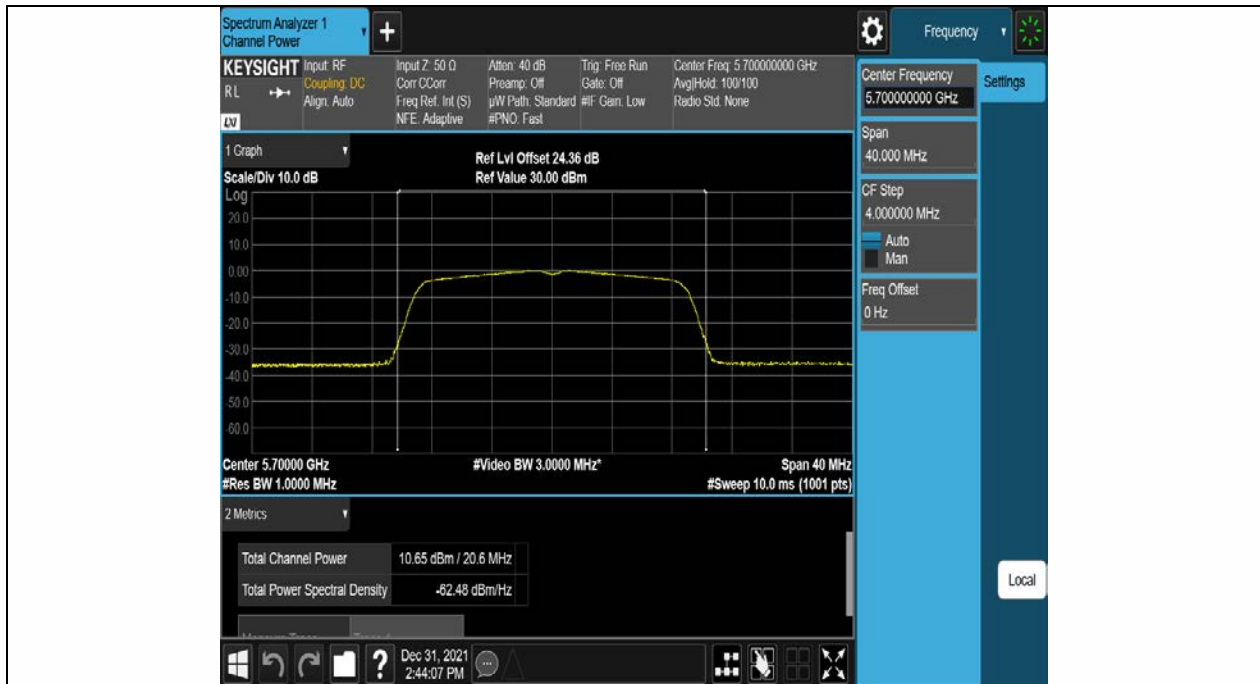 Spectrum Analyzer 1
Channel Power
Frequency
KEYSIGHT
RL
LXI
Input: RF
Coupling: DC
Align: Auto
Input Z: 50 Ω
Corr CCorr
Freq Ref: Int (S)
NFE: Adaptive
Atten: 40 dB
Preamp: Off
µW Path: Standard
#PNO: Fast
Trig: Free Run
Gate: Off
#IF Gain: Low
Center Freq: 5.700000000 GHz
Avg|Hold: 100/100
Radio Std: None
Center Frequency
5.700000000 GHz
Settings
Span
40.000 MHz
CF Step
4.000000 MHz
Auto
Man
Freq Offset
0 Hz
1 Graph
Scale/Div 10.0 dB
Ref Lvl Offset 24.36 dB
Ref Value 30.00 dBm
Log
20.0
10.0
0.00
-10.0
-20.0
-30.0
-40.0
-50.0
-60.0
Center 5.70000 GHz
#Video BW 3.0000 MHz*
Span 40 MHz
#Res BW 1.0000 MHz
#Sweep 10.0 ms (1001 pts)
2 Metrics
Total Channel Power 10.65 dBm / 20.6 MHz
Total Power Spectral Density -62.48 dBm/Hz
Local
?
Dec 31, 2021
2:44:07 PM